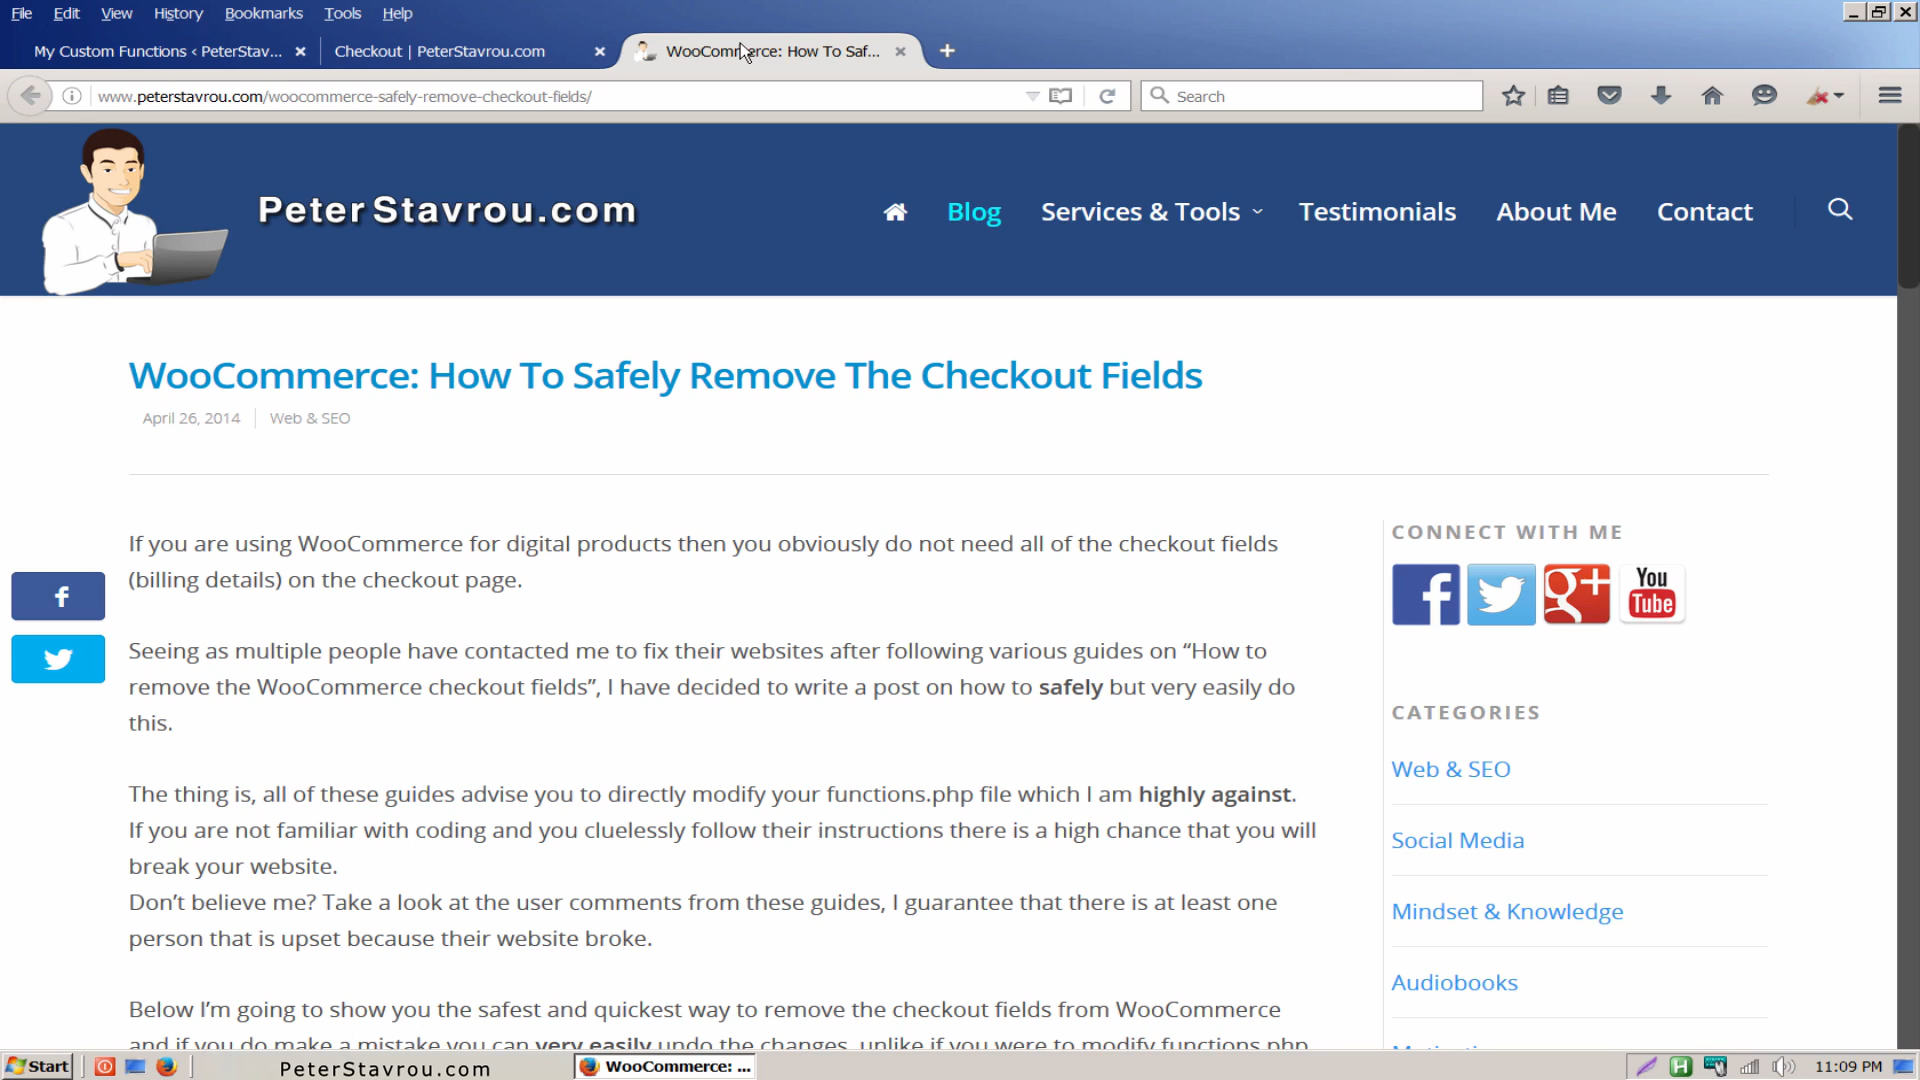 File Edit View History Bookmarks Tools Help
My Custom Functions ‹ PeterStav... Checkout | PeterStavrou.com WooCommerce: How To Saf...
www.peterstavrou.com/woocommerce-safely-remove-checkout-fields/ Search
PeterStavrou.com Blog Services & Tools Testimonials About Me Contact
WooCommerce: How To Safely Remove The Checkout Fields
April 26, 2014 Web & SEO
If you are using WooCommerce for digital products then you obviously do not need all of the checkout fields
(billing details) on the checkout page.
Seeing as multiple people have contacted me to fix their websites after following various guides on “How to
remove the WooCommerce checkout fields”, I have decided to write a post on how to safely but very easily do
this.
The thing is, all of these guides advise you to directly modify your functions.php file which I am highly against.
If you are not familiar with coding and you cluelessly follow their instructions there is a high chance that you will
break your website.
Don’t believe me? Take a look at the user comments from these guides, I guarantee that there is at least one
person that is upset because their website broke.
Below I’m going to show you the safest and quickest way to remove the checkout fields from WooCommerce
and if you do make a mistake you can very easily undo the changes, unlike if you were to modify functions.php
CONNECT WITH ME
f g+ You Tube
CATEGORIES
Web & SEO
Social Media
Mindset & Knowledge
Audiobooks
f
Start PeterStavrou.com WooCommerce: ... H 11:09 PM